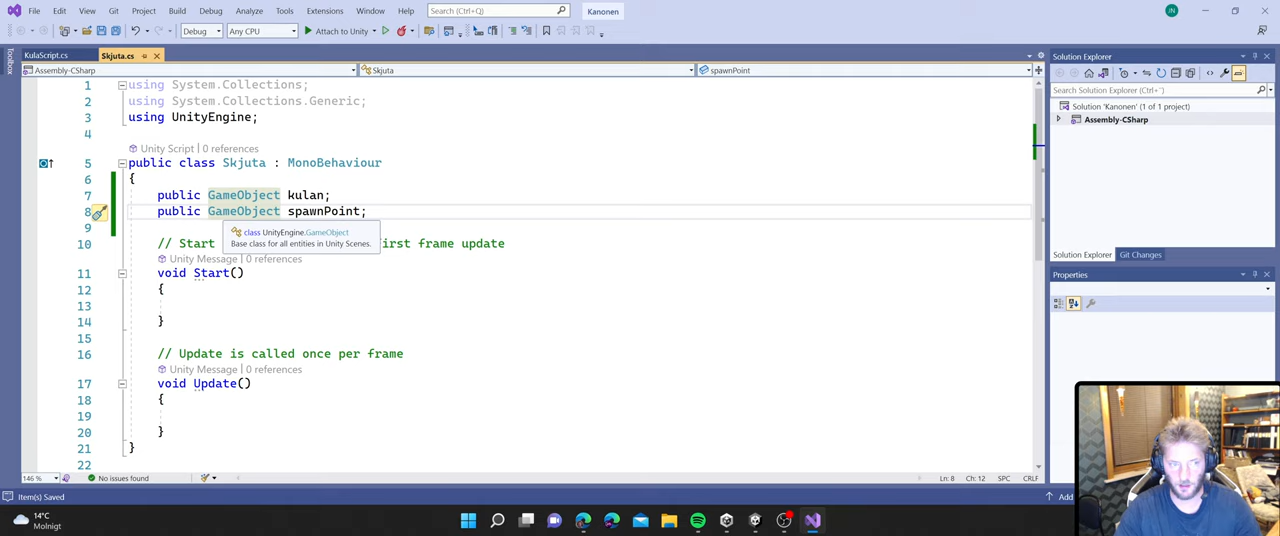 File Edit View Git Project Build Debug Analyze Tools Extensions Window Help Search (Ctrl+Q) Kanonen JN
Debug Any CPU Attach to Unity
KulaScript.cs Skjuta.cs
Assembly-CSharp Skjuta spawnPoint
Toolbox
1 using System.Collections;
2 using System.Collections.Generic;
3 using UnityEngine;
4
Unity Script | 0 references
5 public class Skjuta : MonoBehaviour
6 {
7 public GameObject kulan;
8 public GameObject spawnPoint;
9
class UnityEngine.GameObject
Base class for all entities in Unity Scenes.
10 // Start first frame update
Unity Message | 0 references
11 void Start()
12 {
13
14 }
15
16 // Update is called once per frame
Unity Message | 0 references
17 void Update()
18 {
19
20 }
21 }
22
146 % No issues found Ln: 8 Ch: 12 SPC CRLF
Item(s) Saved Add
Solution Explorer
Search Solution Explorer (Ctrl+¨)
Solution 'Kanonen' (1 of 1 project)
Assembly-CSharp
Solution Explorer Git Changes
Properties
14°C
Molnigt